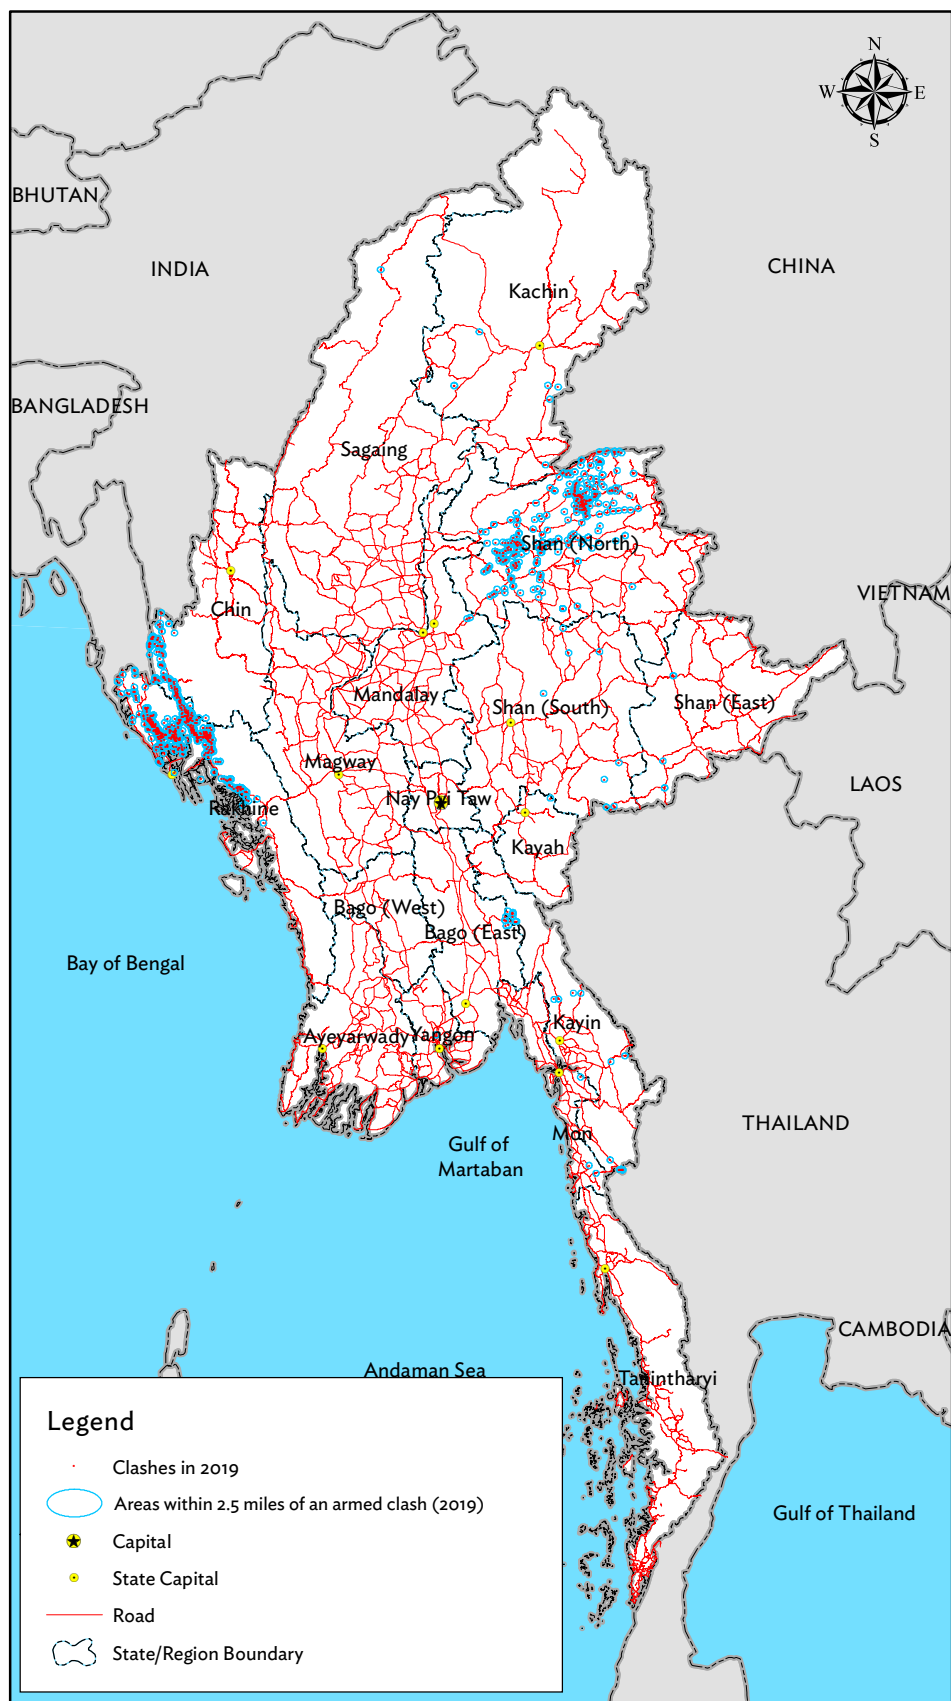 N
W
E
S
BHUTAN
INDIA
CHINA
Kachin
BANGLADESH
Sagaing
Shan (North)
VIETNAM
Chin
Mandalay
Shan (South)
Shan (East)
Magway
LAOS
Nay Pyi Taw
Rakhine
Kayah
Bago (West)
Bago (East)
Bay of Bengal
Kayin
Ayeyarwady
Yangon
THAILAND
Mon
Gulf of
Martaban
CAMBODIA
Andaman Sea
Tanintharyi
Gulf of Thailand
Legend
Clashes in 2019
Areas within 2.5 miles of an armed clash (2019)
Capital
State Capital
Road
State/Region Boundary